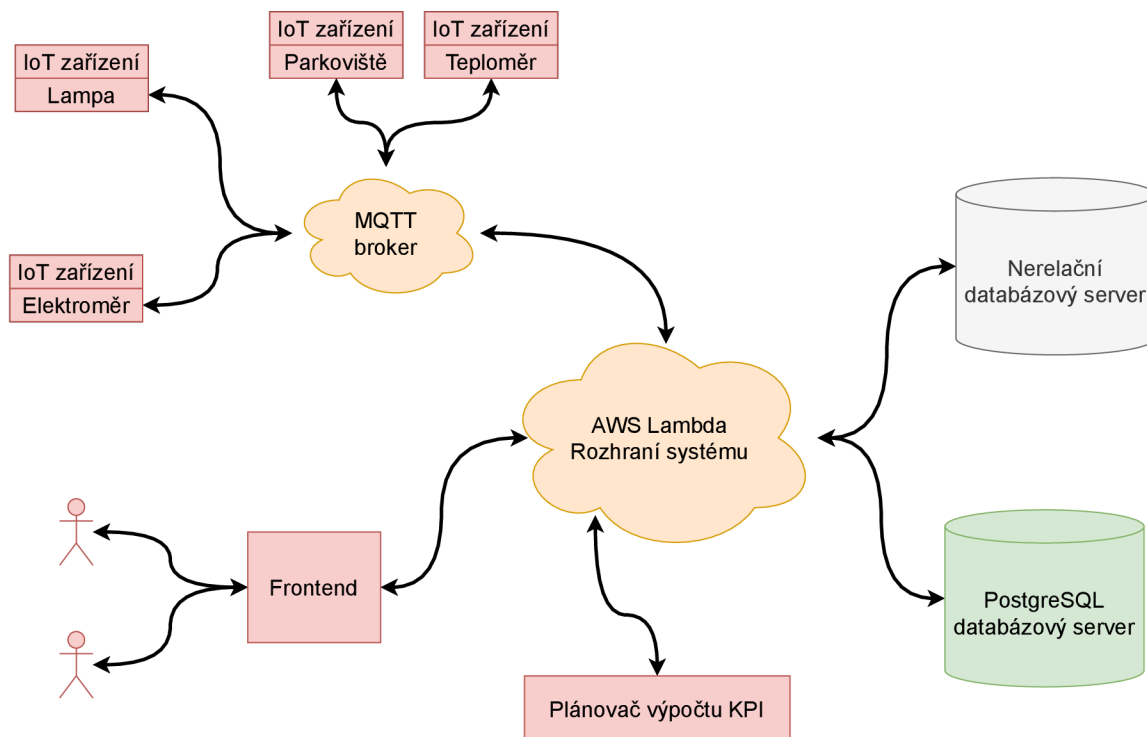 IoT zařízení
Parkoviště
IoT zařízení
Teploměr
IoT zařízení
Lampa
MQTT
broker
IoT zařízení
Elektroměr
Nerelační
databázový server
AWS Lambda
Rozhraní systému
Frontend
PostgreSQL
databázový server
Plánovač výpočtu KPI